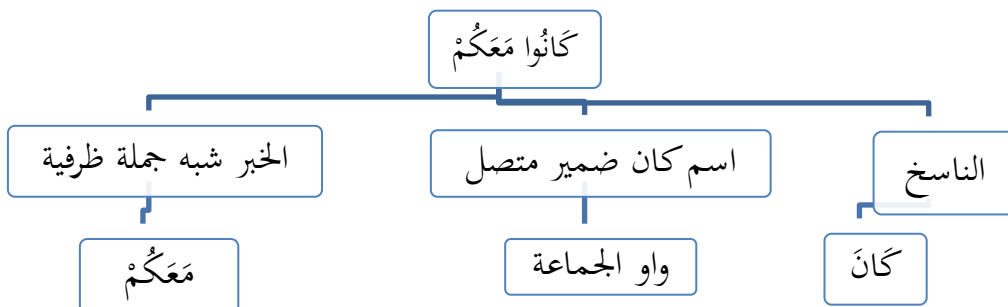 كَانُوا مَعَكُمْ
الناسخ
اسم كان ضمير متصل
الخبر شبه جملة ظرفية
كَانَ
واو الجماعة
مَعَكُمْ